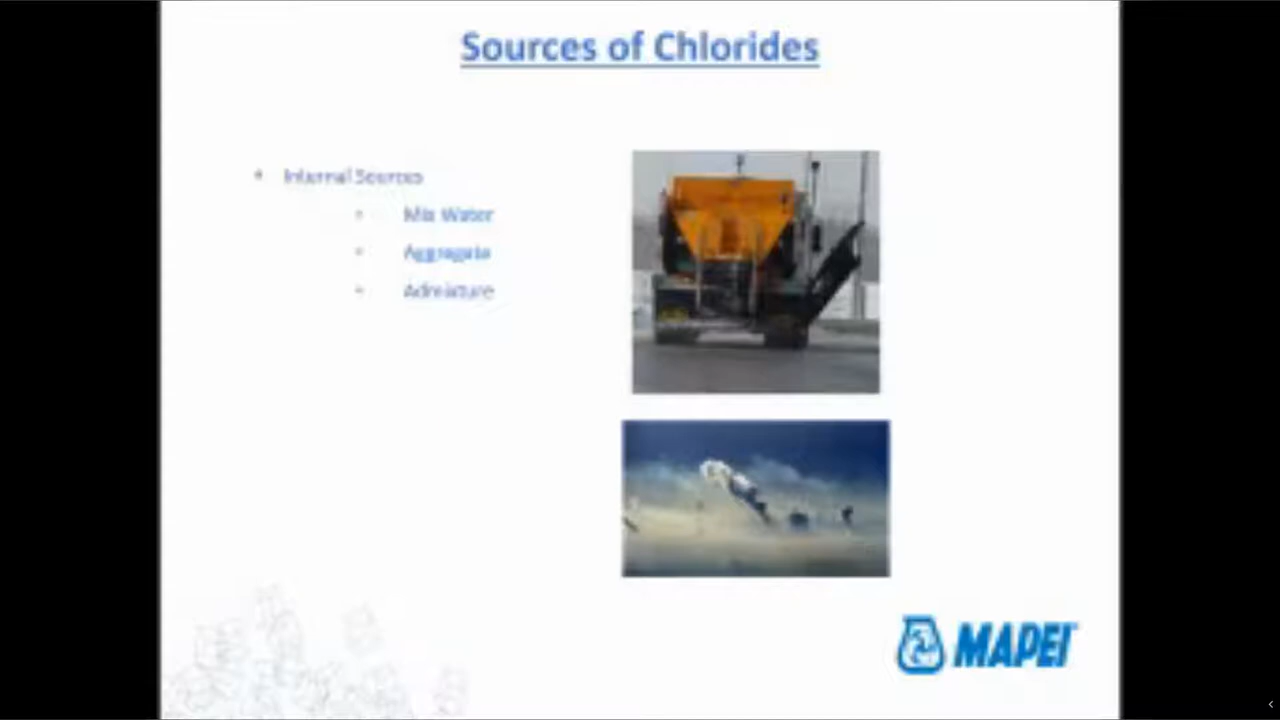 Sources of Chlorides
Internal Sources
Mix Water
Aggregate
Admixture
MAPEI